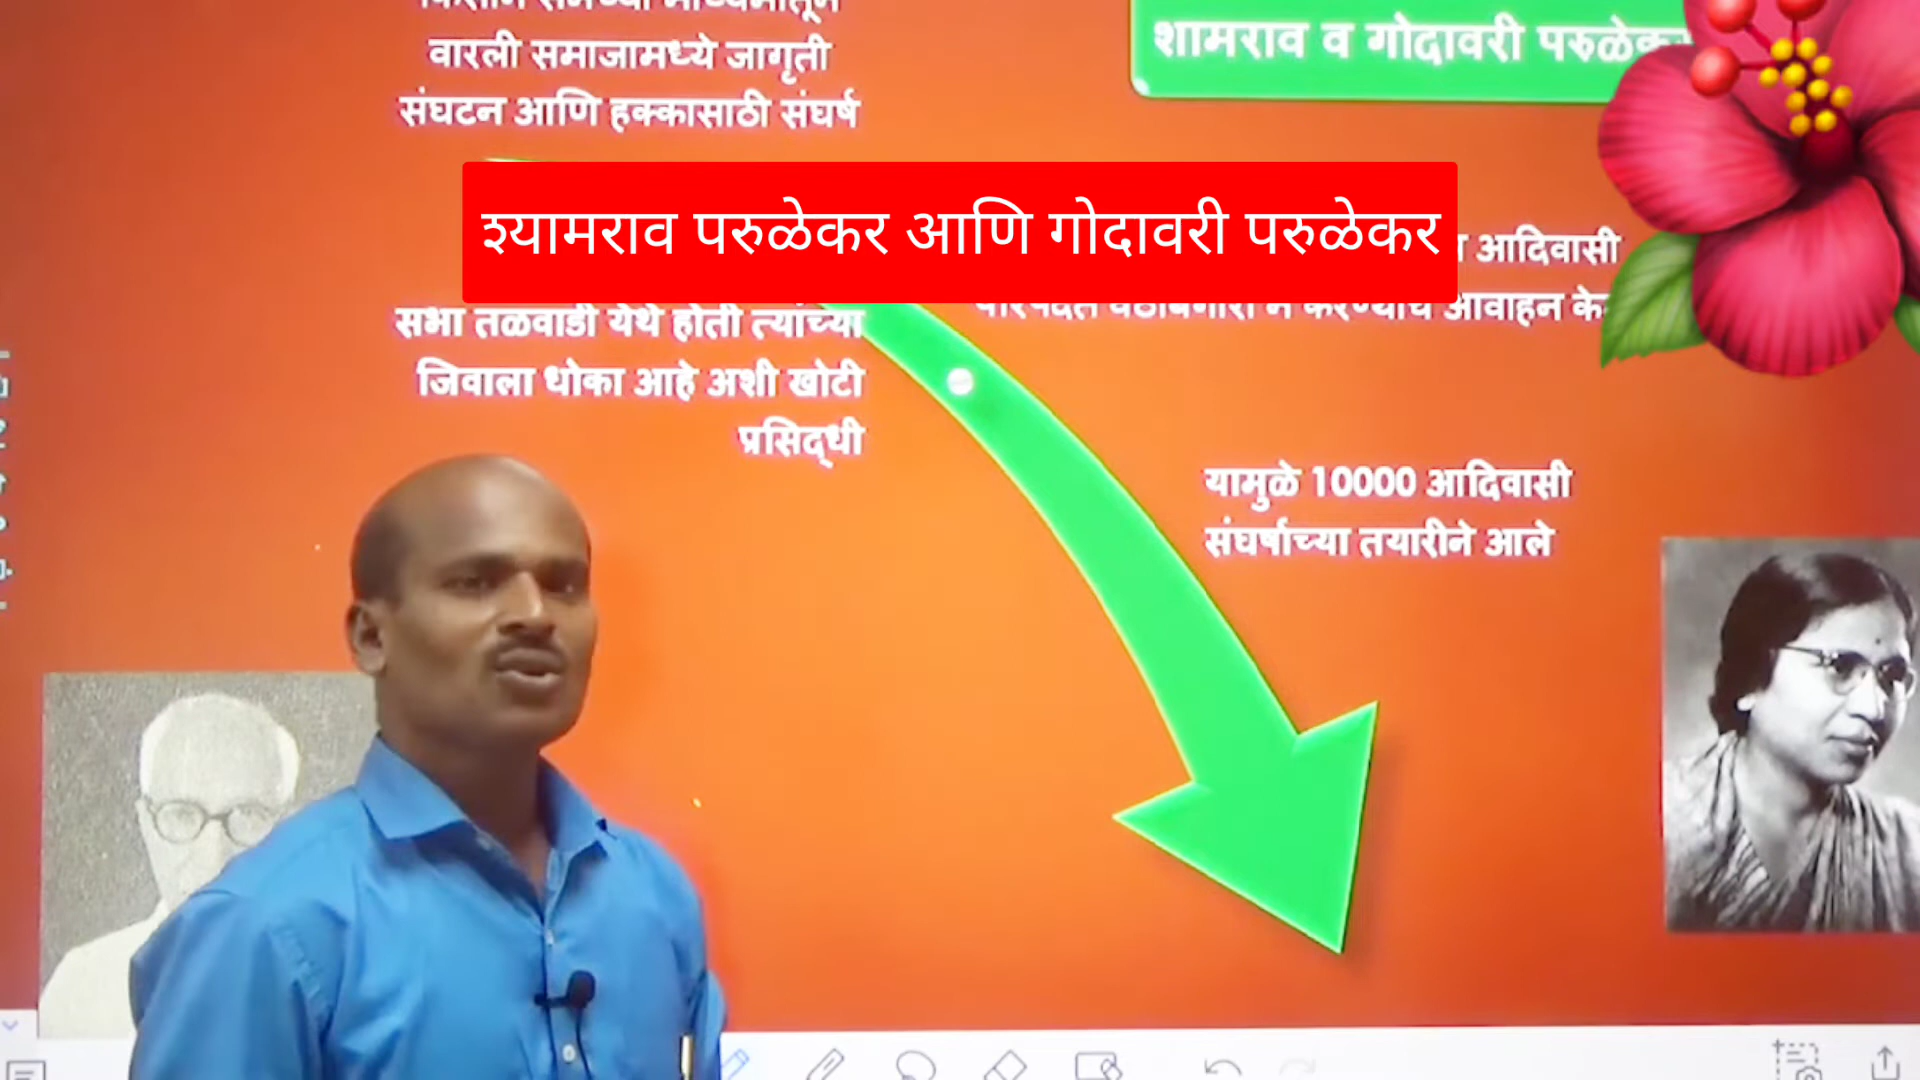 वारली समाजामध्ये जागृती
संघटन आणि हक्कासाठी संघर्ष
शामराव व गोदावरी परुळेकर
श्यामराव परुळेकर आणि गोदावरी परुळेकर
आदिवासी
आवाहन
सभा तळवाडी येथे होती त्यांच्या
जिवाला धोका आहे अशी खोटी
प्रसिद्धी
यामुळे 10000 आदिवासी
संघर्षाच्या तयारीने आले